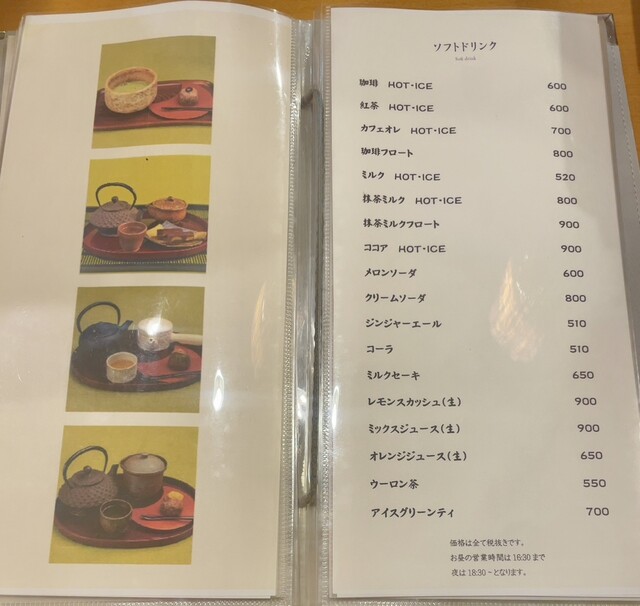 ソフトドリンク
soft drink
珈琲 HOT・ICE 600
紅茶 HOT・ICE 600
カフェオレ HOT・ICE 700
珈琲フロート 800
ミルク HOT・ICE 520
抹茶ミルク HOT・ICE 800
抹茶ミルクフロート 900
ココア HOT・ICE 900
メロンソーダ 600
クリームソーダ 800
ジンジャーエール 510
コーラ 510
ミルクセーキ 650
レモンスカッシュ(生) 900
ミックスジュース(生) 900
オレンジジュース(生) 650
ウーロン茶 550
アイスグリーンティ 700
価格は全て税抜きです。
お昼の営業時間は16:30まで
夜は18:30~となります。